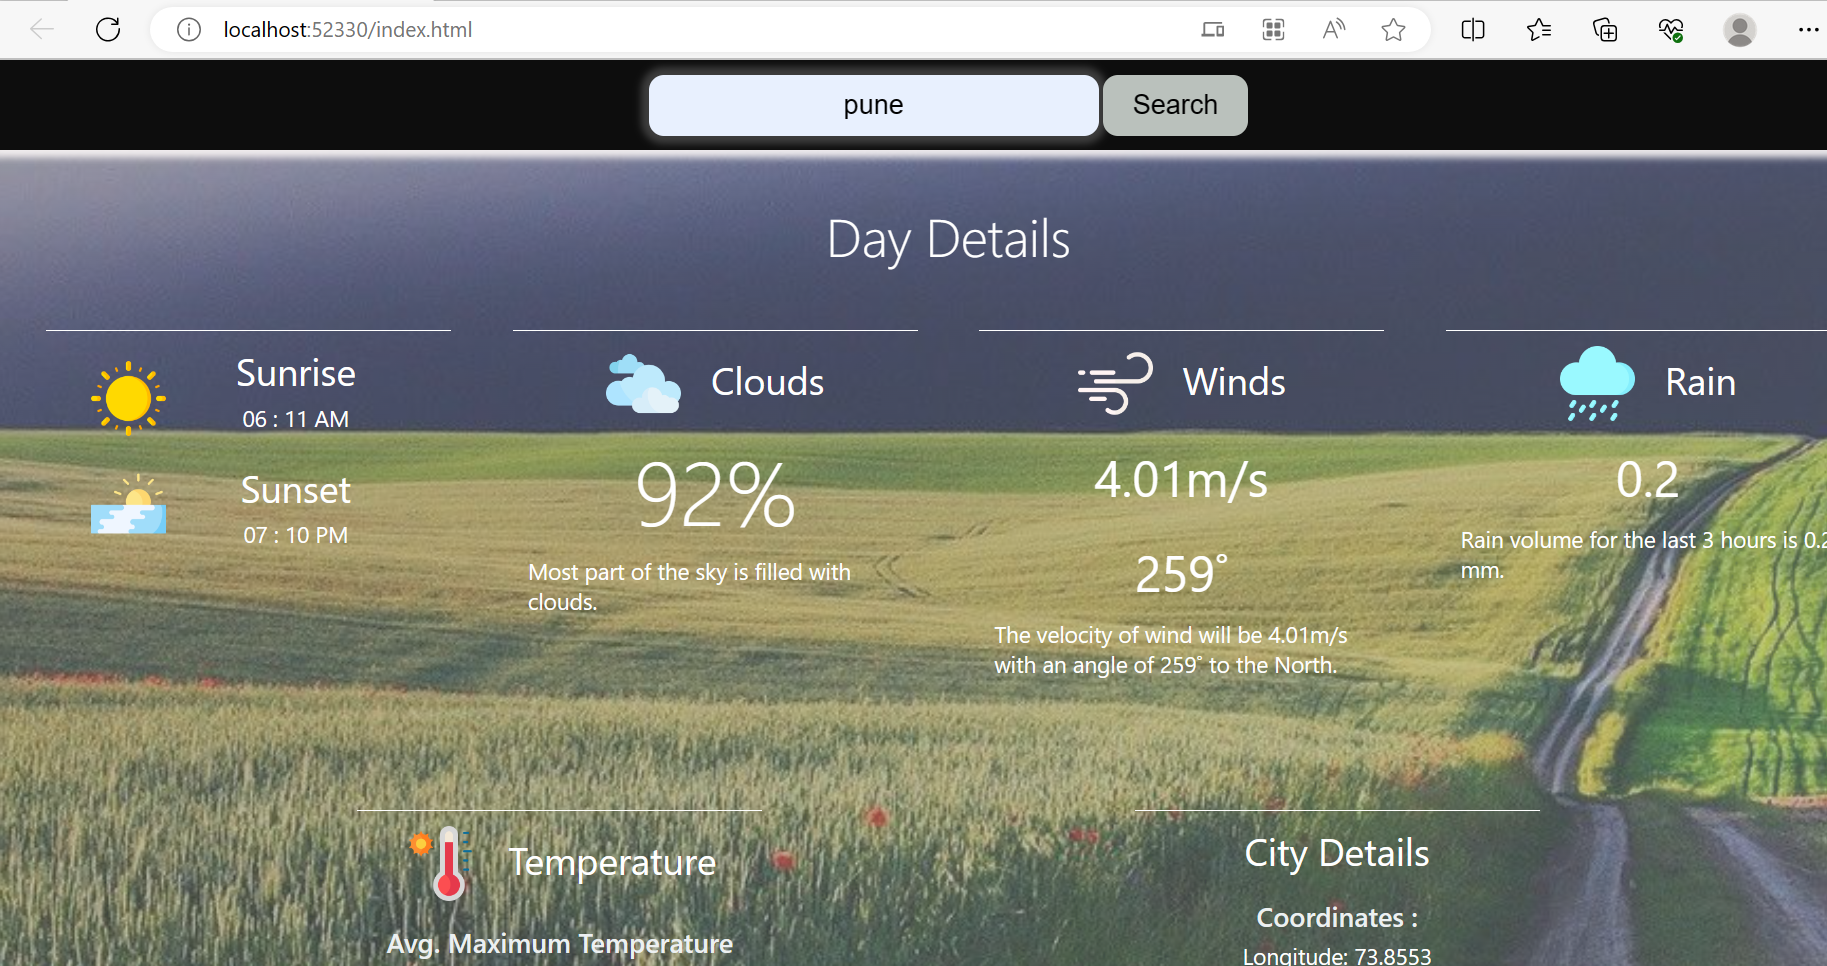 localhost:52330/index.html
pune
Search
Day Details
Sunrise
06 : 11 AM
Sunset
07 : 10 PM
Clouds
92%
Most part of the sky is filled with
clouds.
Winds
4.01m/s
259°
The velocity of wind will be 4.01m/s
with an angle of 259° to the North.
Rain
0.2
Rain volume for the last 3 hours is 0.2
mm.
Temperature
Avg. Maximum Temperature
City Details
Coordinates :
Longitude: 73.8553